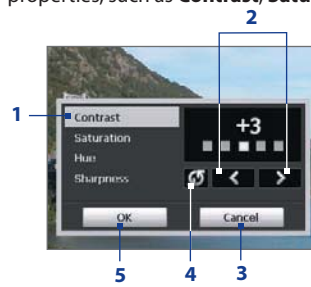 properties, such as Contrast, Satu
2
1
Contrast
Saturation
Hue
Sharpness
+3
OK
Cancel
5
4
3